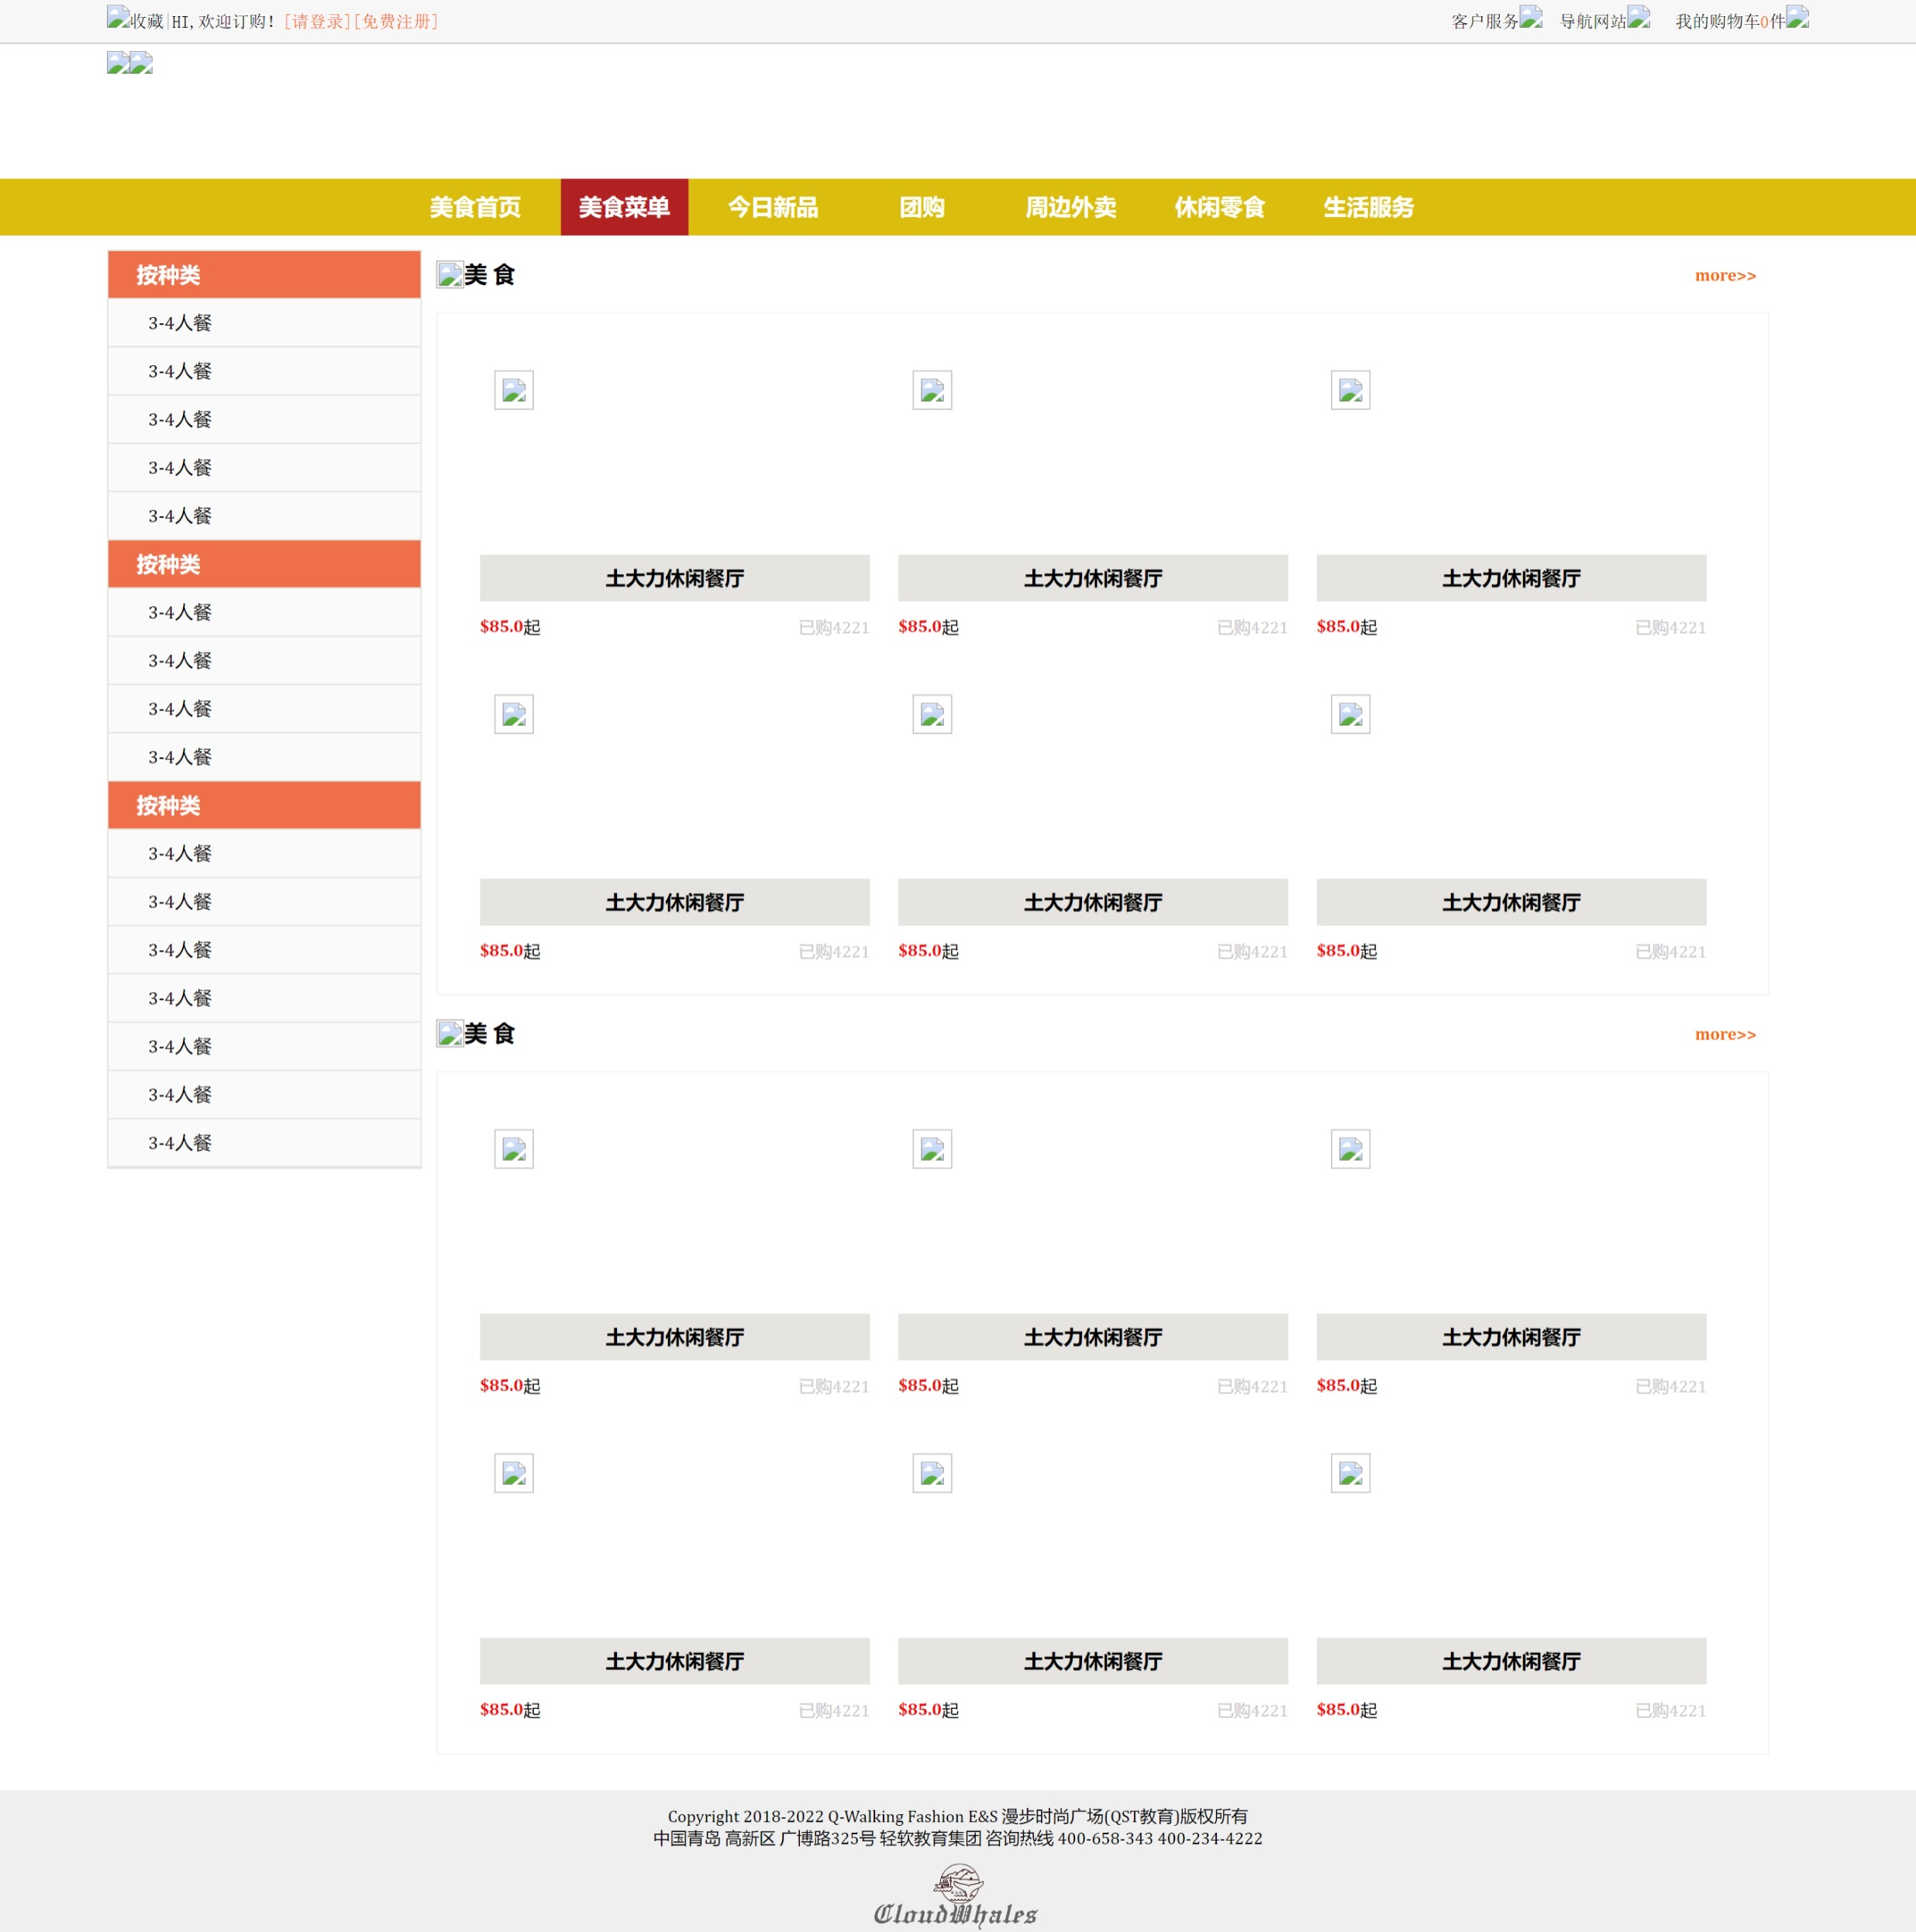 收藏|HI,欢迎订购！[请登录][免费注册] 客户服务 导航网站 我的购物车0件
美食首页 美食菜单 今日新品 团购 周边外卖 休闲零食 生活服务
按种类
3-4人餐
3-4人餐
3-4人餐
3-4人餐
3-4人餐
按种类
3-4人餐
3-4人餐
3-4人餐
3-4人餐
按种类
3-4人餐
3-4人餐
3-4人餐
3-4人餐
3-4人餐
3-4人餐
3-4人餐
美 食 more>>
土大力休闲餐厅 土大力休闲餐厅 土大力休闲餐厅
$85.0起 已购4221 $85.0起 已购4221 $85.0起 已购4221
土大力休闲餐厅 土大力休闲餐厅 土大力休闲餐厅
$85.0起 已购4221 $85.0起 已购4221 $85.0起 已购4221
美 食 more>>
土大力休闲餐厅 土大力休闲餐厅 土大力休闲餐厅
$85.0起 已购4221 $85.0起 已购4221 $85.0起 已购4221
土大力休闲餐厅 土大力休闲餐厅 土大力休闲餐厅
$85.0起 已购4221 $85.0起 已购4221 $85.0起 已购4221
Copyright 2018-2022 Q-Walking Fashion E&S 漫步时尚广场(QST教育)版权所有
中国青岛 高新区 广博路325号 轻软教育集团 咨询热线 400-658-343 400-234-4222
CloudWhales